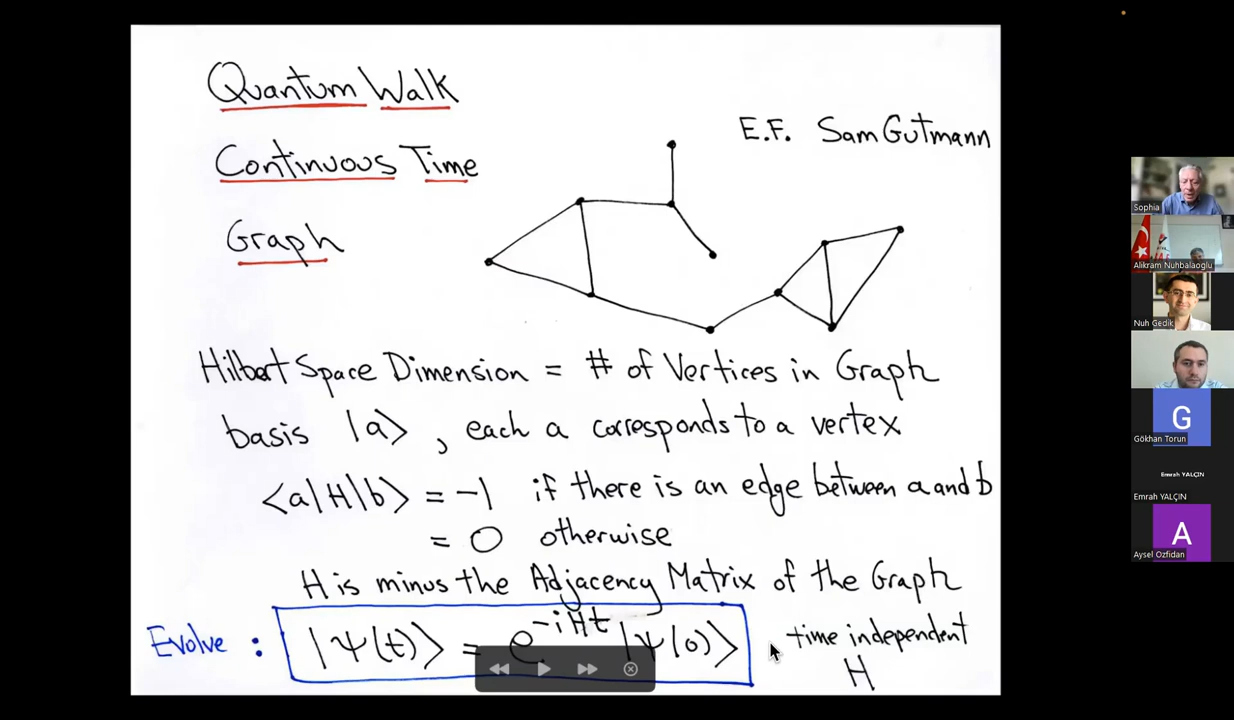 Quantum Walk
Continuous Time
Graph
E.F. Sam Gutmann
Hilbert Space Dimension = # of Vertices in Graph
basis |a⟩ , each a corresponds to a vertex
⟨a|H|b⟩ = -1 if there is an edge between a and b
= 0 otherwise
H is minus the Adjacency Matrix of the Graph
Evolve : |Ψ(t)⟩ = e^-iHt |Ψ(0)⟩ time independent
H
Sophia
Alikram Nuhbalaoglu
Nuh Gedik
G
Gökhan Torun
Emrah YALÇIN
Emrah YALÇIN
A
Aysel Ozfidan